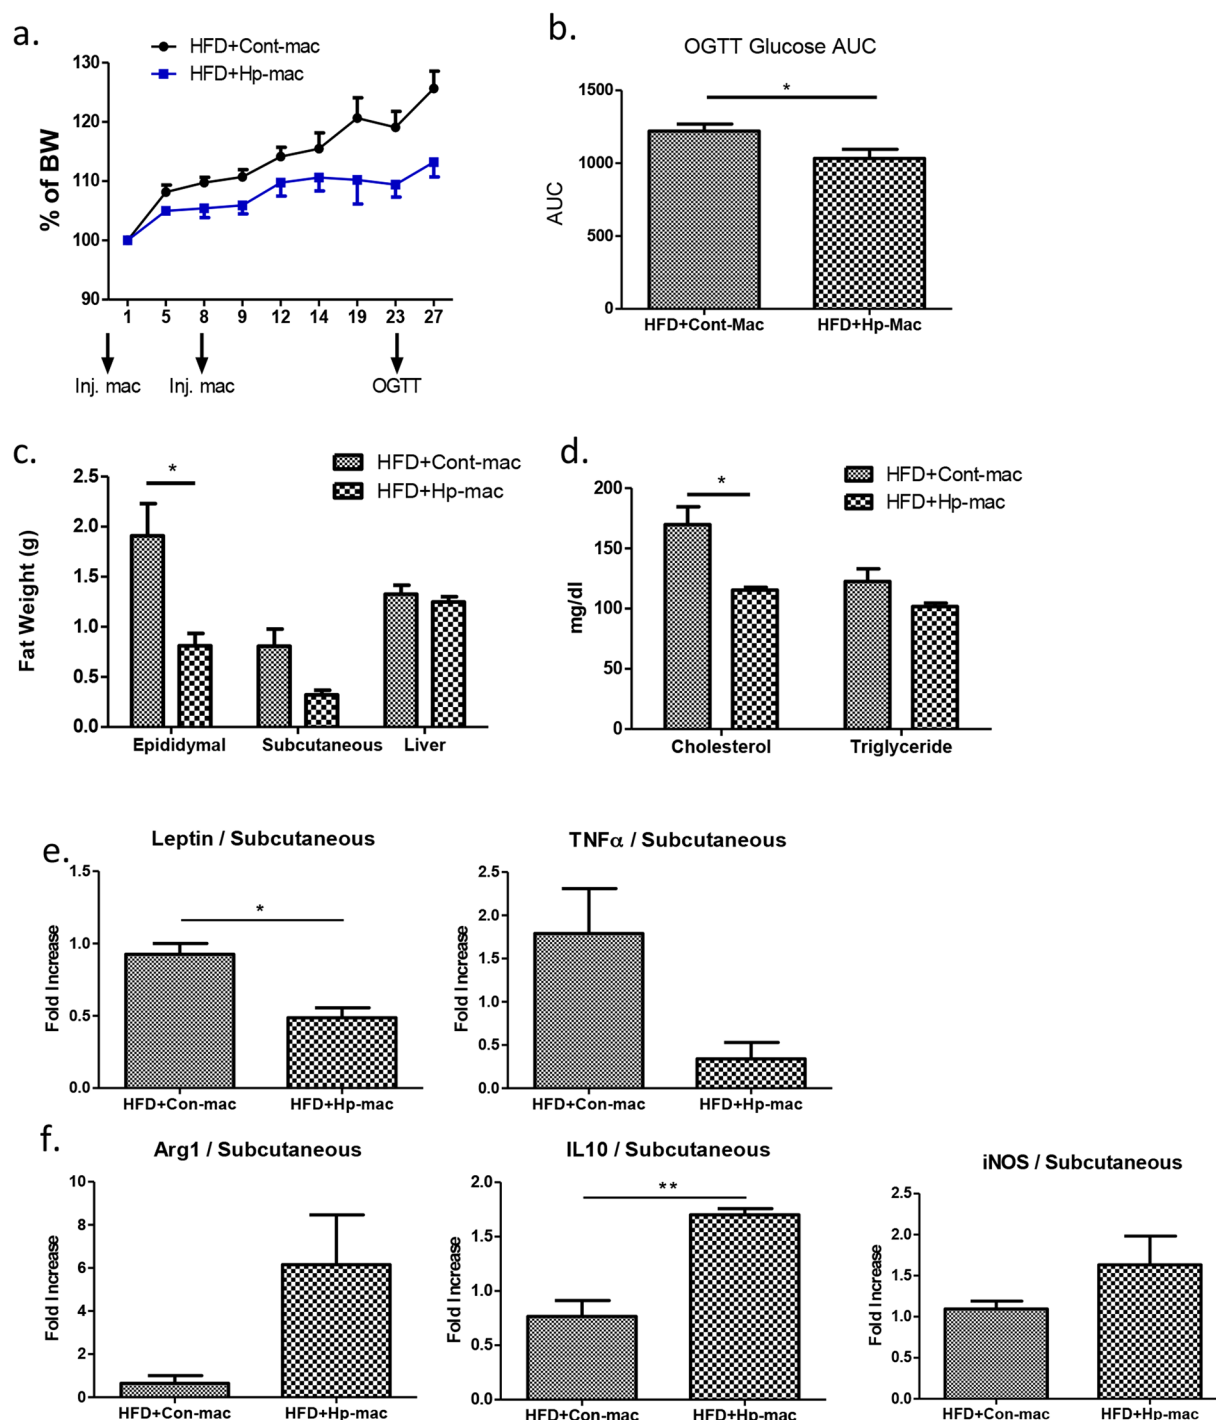 a.
HFD+Cont-mac
HFD+Hp-mac
% of BW
130
120
110
100
90
1 5 8 9 12 14 19 23 27
Inj. mac Inj. mac OGTT
b.
OGTT Glucose AUC
*
AUC
1500
1000
500
0
HFD+Cont-Mac HFD+Hp-Mac
c.
HFD+Cont-mac
HFD+Hp-mac
*
Fat Weight (g)
2.5
2.0
1.5
1.0
0.5
0.0
Epididymal Subcutaneous Liver
d.
HFD+Cont-mac
HFD+Hp-mac
*
mg/dl
200
150
100
50
0
Cholesterol Triglyceride
e.
Leptin / Subcutaneous
*
Fold Increase
1.5
1.0
0.5
0.0
HFD+Con-mac HFD+Hp-mac
TNFα / Subcutaneous
Fold Increase
2.5
2.0
1.5
1.0
0.5
0.0
HFD+Con-mac HFD+Hp-mac
f.
Arg1 / Subcutaneous
Fold Increase
10
8
6
4
2
0
HFD+Con-mac HFD+Hp-mac
IL10 / Subcutaneous
**
Fold Increase
2.0
1.5
1.0
0.5
0.0
HFD+Con-mac HFD+Hp-mac
iNOS / Subcutaneous
Fold Increase
2.5
2.0
1.5
1.0
0.5
0.0
HFD+Con-mac HFD+Hp-mac